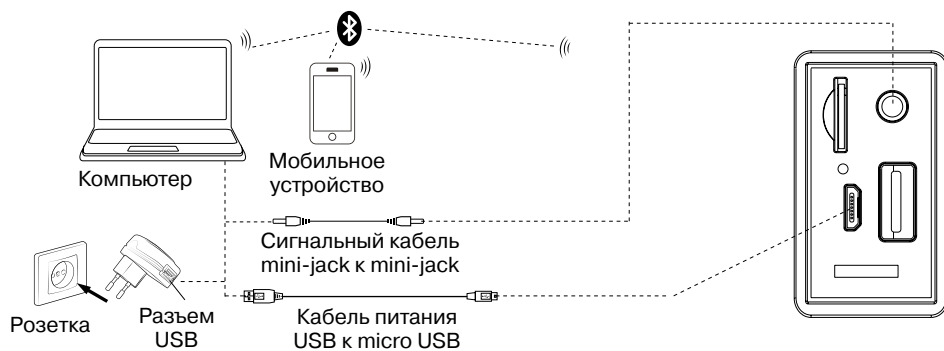 Компьютер
Мобильное
устройство
Сигнальный кабель
mini-jack к mini-jack
Розетка
Разъем
USB
Кабель питания
USB к micro USB